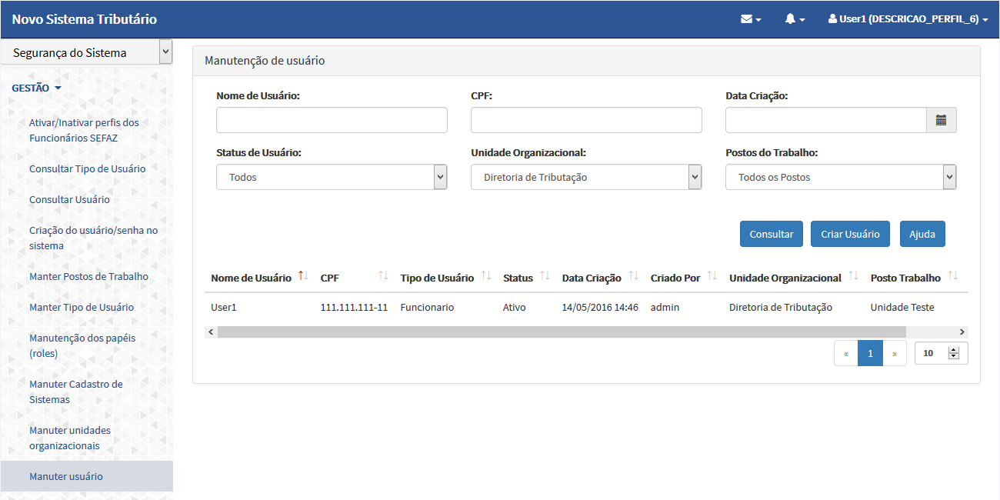 Novo Sistema Tributário
User1 (DESCRICAO_PERFIL_6)
Segurança do Sistema
GESTÃO
Ativar/Inativar perfis dos
Funcionários SEFAZ
Consultar Tipo de Usuário
Consultar Usuário
Criação do usuário/senha no
sistema
Manter Postos de Trabalho
Manter Tipo de Usuário
Manutenção dos papéis
(roles)
Manuter Cadastro de
Sistemas
Manuter unidades
organizacionais
Manuter usuário
Manutenção de usuário
Nome de Usuário: CPF: Data Criação:
Status de Usuário: Unidade Organizacional: Postos do Trabalho:
Todos Diretoria de Tributação Todos os Postos
Consultar Criar Usuário Ajuda
Nome de Usuário CPF Tipo de Usuário Status Data Criação Criado Por Unidade Organizacional Posto Trabalho
User1 111.111.111-11 Funcionario Ativo 14/05/2016 14:46 admin Diretoria de Tributação Unidade Teste
« 1 » 10